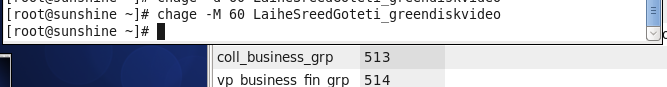 [root@sunshine ~]# chage -M 60 LaiheSreedGoteti_greendiskvideo
[root@sunshine ~]#
coll_business_grp 513
vp_business_fin_grp 514